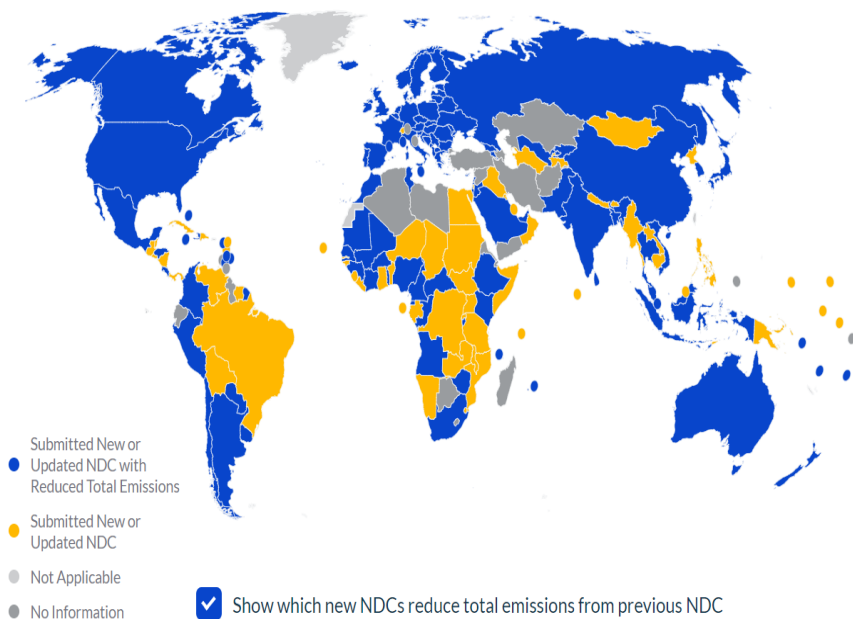 Submitted New or
Updated NDC with
Reduced Total Emissions
Submitted New or
Updated NDC
Not Applicable
No Information
Show which new NDCs reduce total emissions from previous NDC